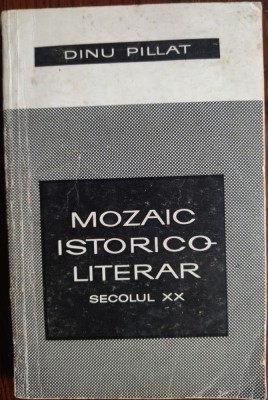 DINU PILLAT
MOZAIC
ISTORICO-
LITERAR
SECOLUL XX